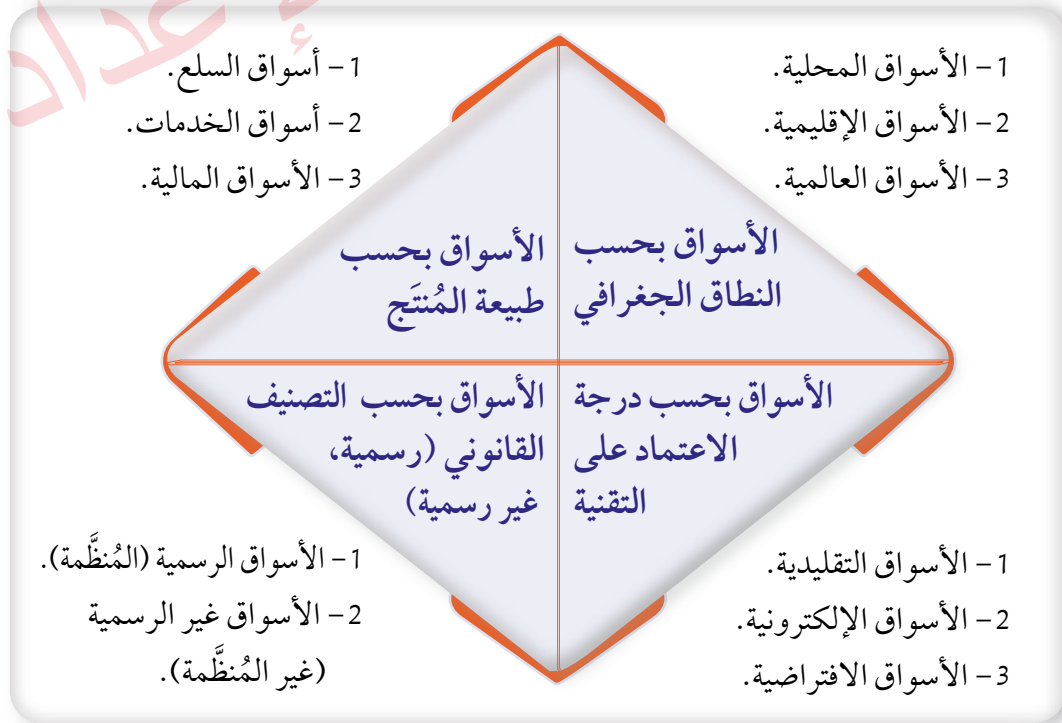 1- الأسواق المحلية.
2- الأسواق الإقليمية.
3- الأسواق العالمية.
1- أسواق السلع.
2- أسواق الخدمات.
3- الأسواق المالية.
الأسواق بحسب
النطاق الجغرافي
الأسواق بحسب
طبيعة المُنتَج
الأسواق بحسب درجة
الاعتماد على
التقنية
الأسواق بحسب التصنيف
القانوني (رسمية،
غير رسمية)
1- الأسواق التقليدية.
2- الأسواق الإلكترونية.
3- الأسواق الافتراضية.
1- الأسواق الرسمية (المُنظَّمة).
2- الأسواق غير الرسمية
(غير المُنظَّمة).
إعداد